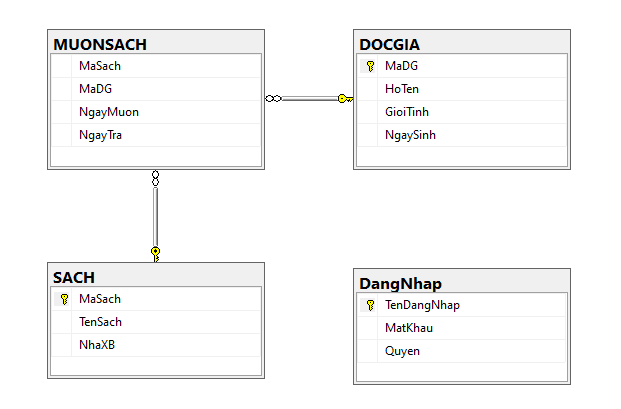 MUONSACH
MaSach
MaDG
NgayMuon
NgayTra
DOCGIA
MaDG
HoTen
GioiTinh
NgaySinh
SACH
MaSach
TenSach
NhaXB
DangNhap
TenDangNhap
MatKhau
Quyen